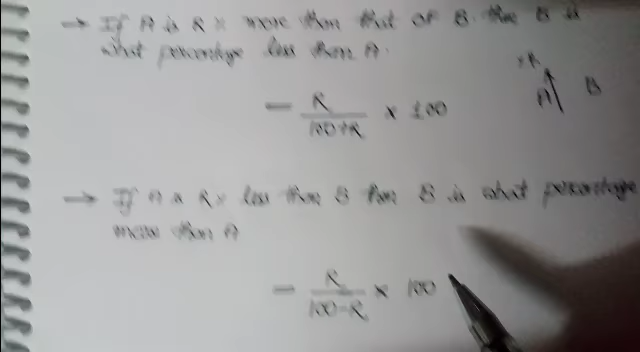 → If A is R% more than that of B then B is
what percentage less than A.
= R / 100+R × 100
R% A ↑ B
→ If A is R% less than B then B is what percentage
more than A
= R / 100-R × 100